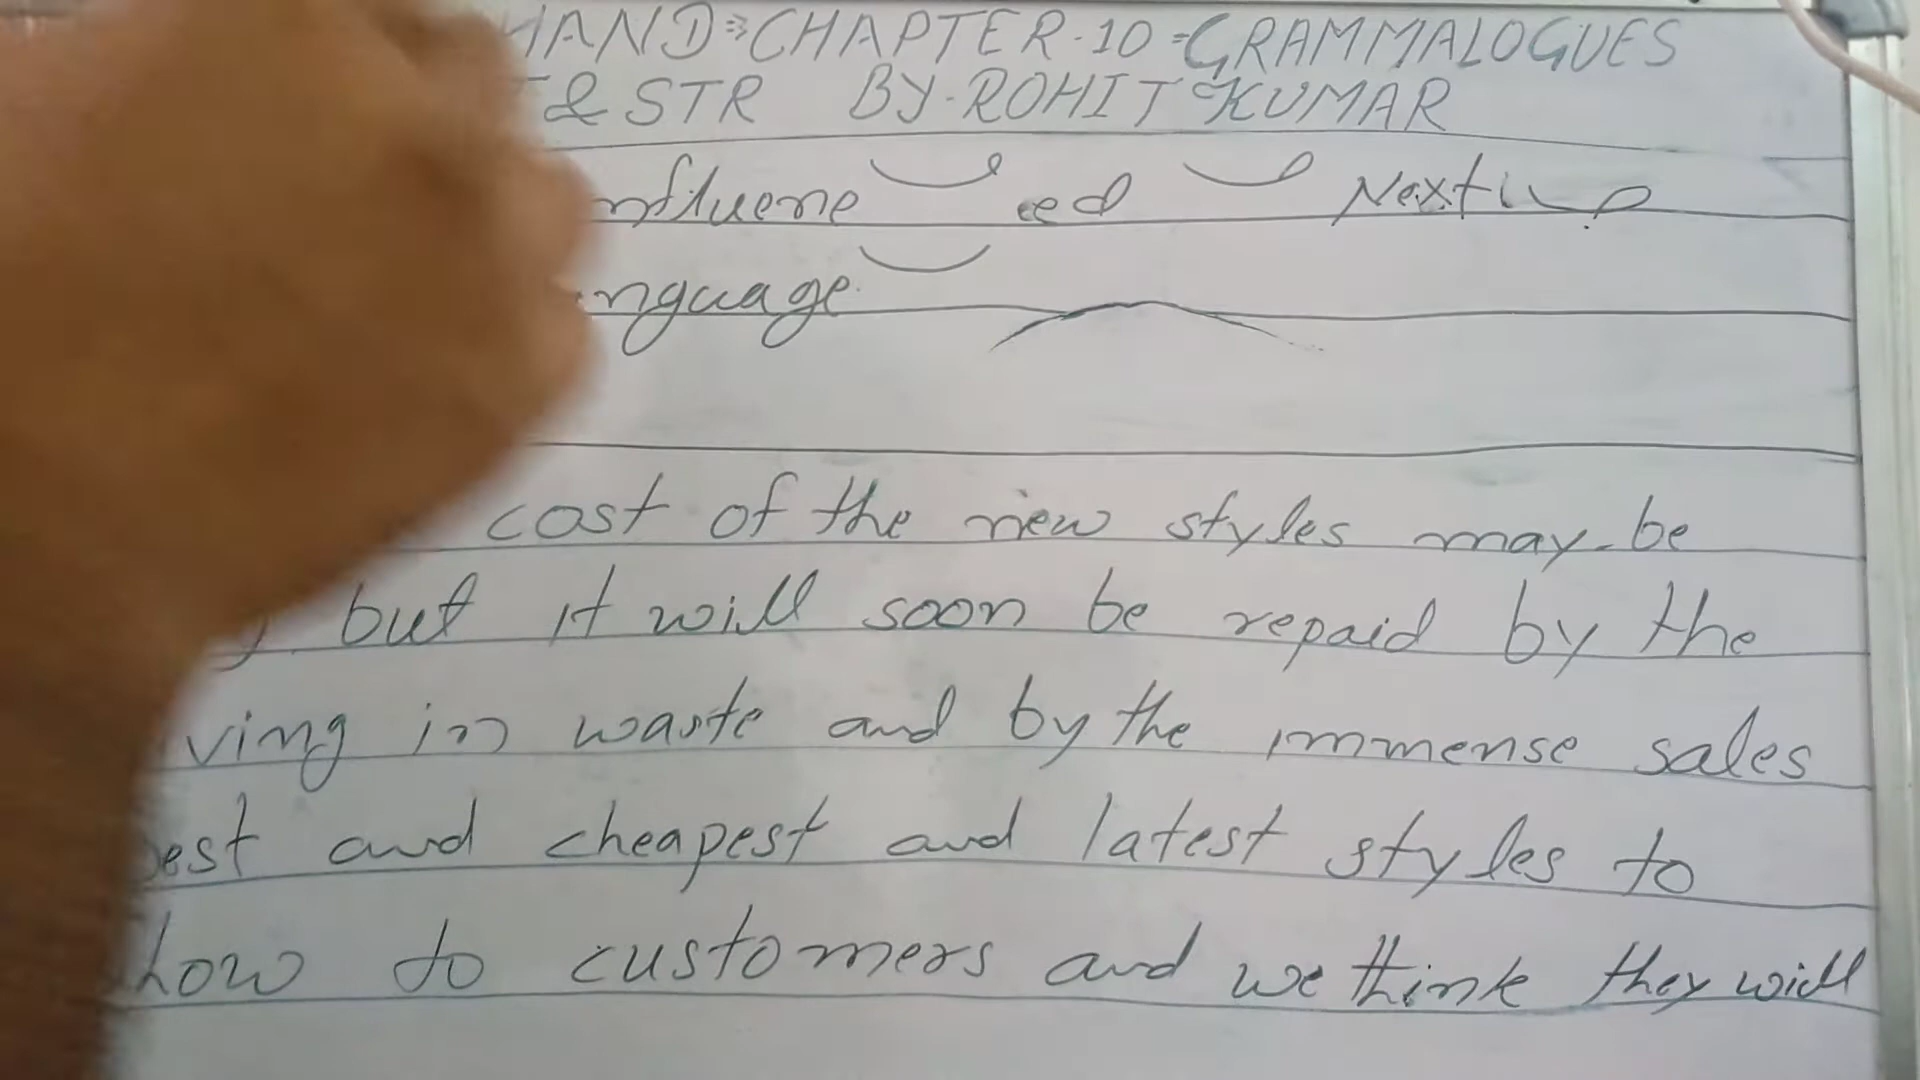 HAND⇒CHAPTER-10=GRAMMALOGUES
& STR BY-ROHIT KUMAR
nfluene ed Next
nguage
cost of the new styles may be
but it will soon be repaid by the
ving in waste and by the immense sales
est and cheapest and latest styles to
how to customers and we think they will